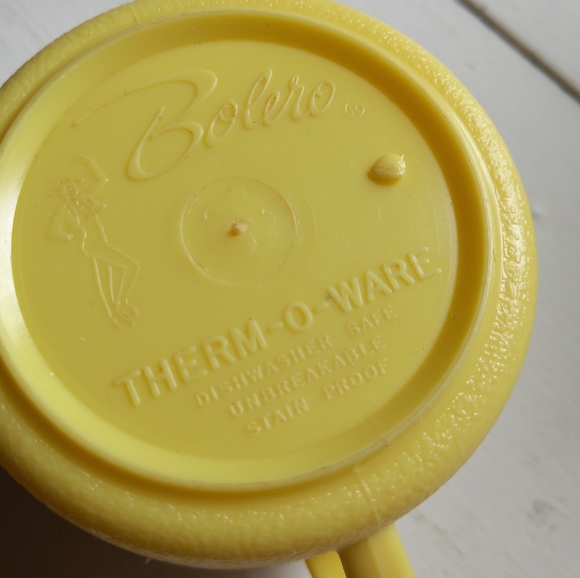 Bolero ®
THERM-O-WARE
DISHWASHER SAFE
UNBREAKABLE
STAIN PROOF